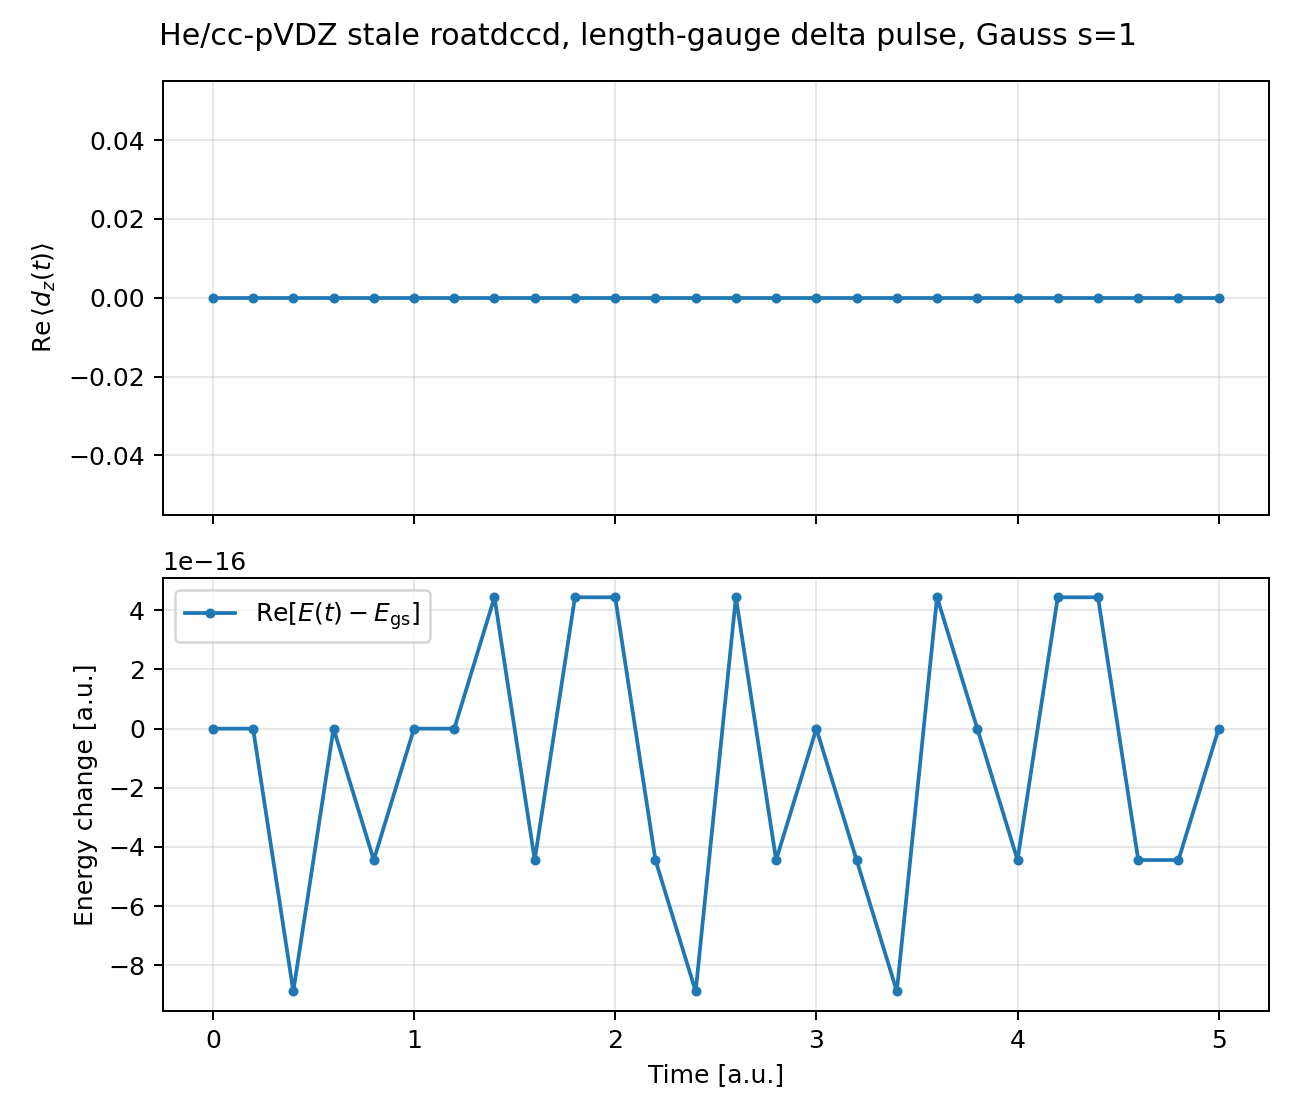 He/cc-pVDZ stale roatdccd, length-gauge delta pulse, Gauss s=1
0.04
0.02
0.00
−0.02
−0.04
Re⟨d_z(t)⟩
1e−16
Re[E(t) − E_gs]
4
2
0
−2
−4
−6
−8
Energy change [a.u.]
0 1 2 3 4 5
Time [a.u.]